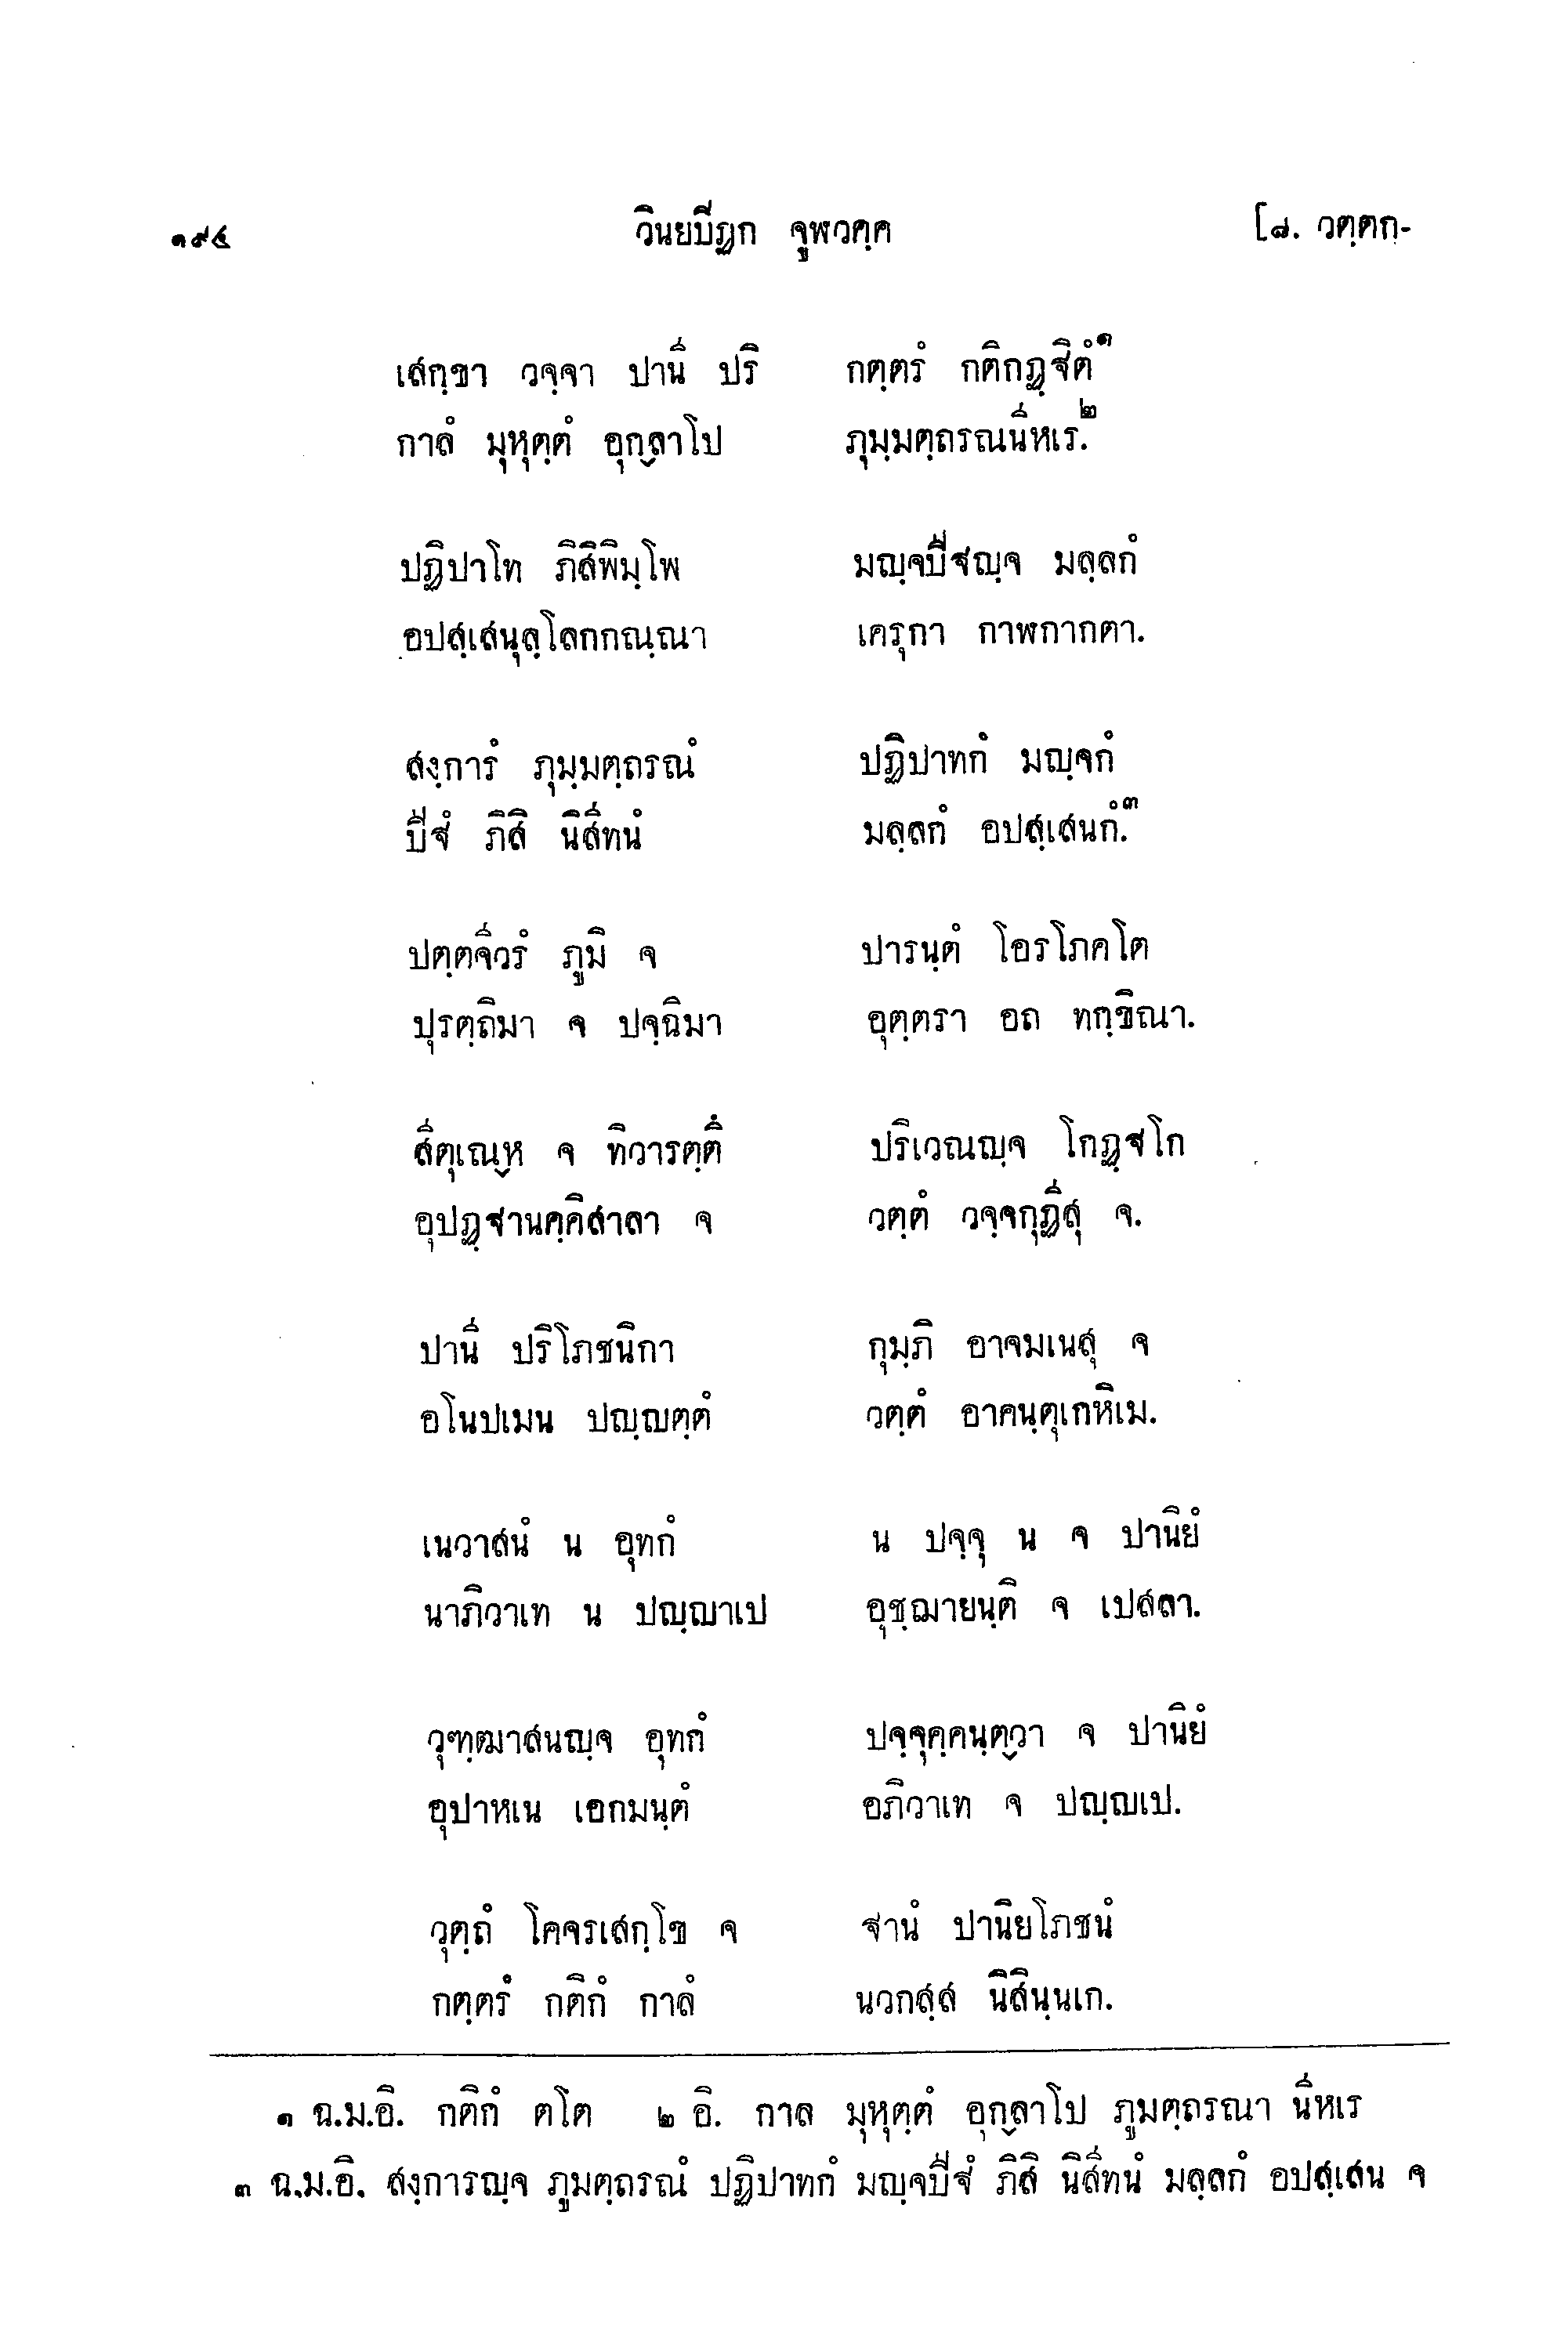 ๑๙๔ วินยปิฏก จูฬวคฺค [๘. วตฺตก-
เสกฺขา วจฺจา ปานี ปริ กตฺตรํ กติกฏฺฐิตํ๑
กาลํ มุหุตฺตํ อุกฺลาโป ภุมฺมตฺถรณนีหเร.๒
ปฏิปาโท ภิสิพิมฺโพ มญฺจปีฐญฺจ มลฺลกํ
อปสฺเสนุลฺโลกกณฺณา เครุกา กาฬกากตา.
สงฺการํ ภุมฺมตฺถรณํ ปฏิปาทกํ มญฺจกํ
ปีฐํ ภิสิ นิสีทนํ มลฺลกํ อปสฺเสนกํ.๓
ปตฺตจีวรํ ภูมิ จ ปารนฺตํ โอรโภคโต
ปุรตฺถิมา จ ปจฺฉิมา อุตฺตรา อถ ทกฺขิณา.
สีตุเณฺห จ ทิวารตฺตึ ปริเวณญฺจ โกฏฺฐโก
อุปฏฺฐานคฺคิสาลา จ วตฺตํ วจฺจกุฏีสุ จ.
ปานี ปริโภชนิกา กุมฺภิ อาจมเนสุ จ
อโนปเมน ปญฺญตฺตํ วตฺตํ อาคนฺตุเกหิเม.
เนวาสนํ น อุทกํ น ปจฺจุ น จ ปานิยํ
นาภิวาเท น ปญฺญาเป อุชฺฌายนฺติ จ เปสลา.
วุฑฺฒาสนญฺจ อุทกํ ปจฺจุคฺคนฺตฺวา จ ปานิยํ
อุปาหเน เอกมนฺตํ อภิวาเท จ ปญฺญเป.
วุตฺถํ โคจรเสกฺโข จ ฐานํ ปานิยโภชนํ
กตฺตรํ กติกํ กาลํ นวกสฺส นิสินฺนเก.
๑ ฉ.ม.อิ. กติกํ ตโต ๒ อิ. กาล มุหุตฺตํ อุกฺลาโป ภูมตฺถรณา นีหเร
๓ ฉ.ม.อิ. สงฺการญฺจ ภูมตฺถรณํ ปฏิปาทกํ มญฺจปีฐํ ภิสิ นิสีทนํ มลฺลกํ อปสฺเสน จ